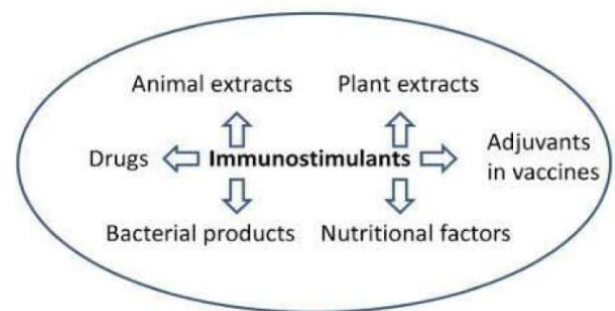 Animal extracts Plant extracts
Drugs Immunostimulants Adjuvants
in vaccines
Bacterial products Nutritional factors